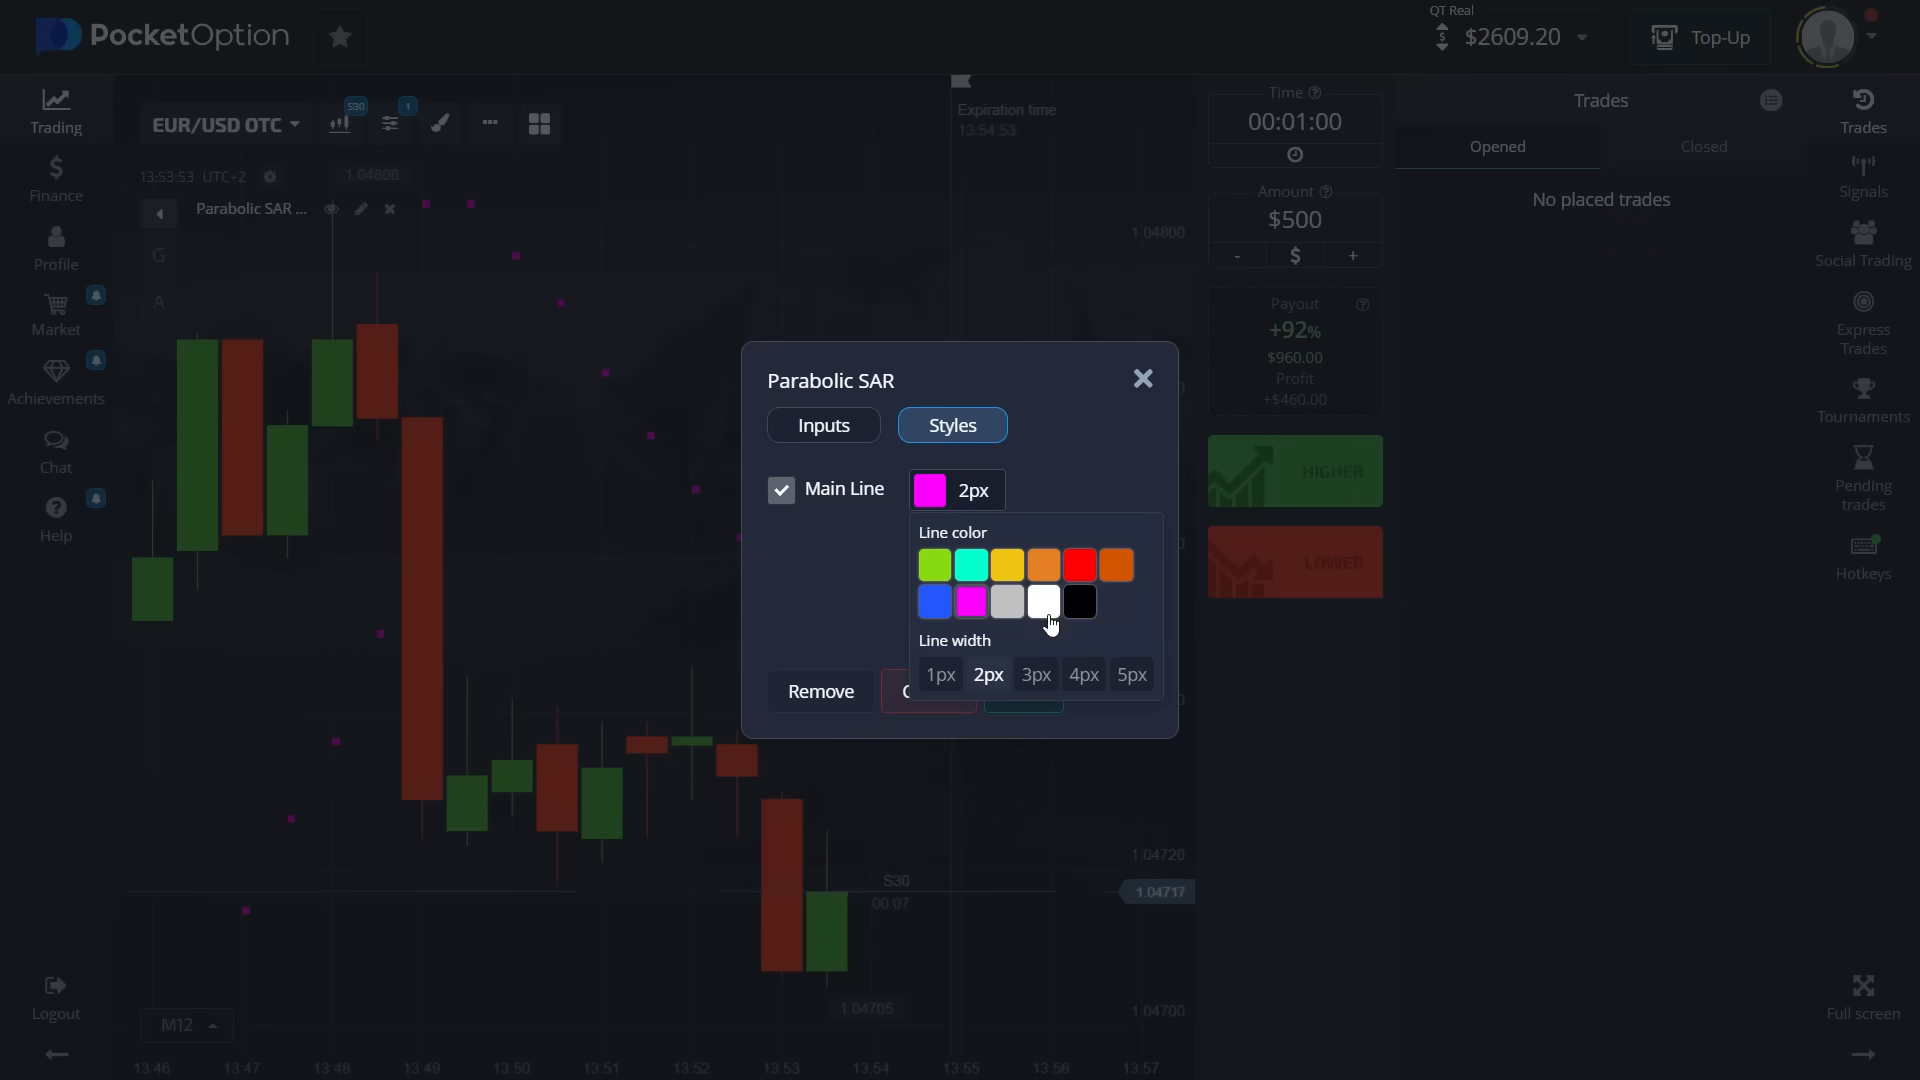 PocketOption
QT Real
$2609.20
Top-Up
Trading
Finance
Profile
Market
Achievements
Chat
Help
Logout
EUR/USD OTC
S30
1
13:53:53 UTC+2
1.04806
Parabolic SAR ...
G
A
Expiration time
13:54:53
1.04800
Parabolic SAR
Inputs
Styles
Main Line
2px
Line color
Line width
1px 2px 3px 4px 5px
Remove
S30
00:07
1.04720
1.04717
1.04705
1.04700
M12
13:46 13:47 13:48 13:49 13:50 13:51 13:52 13:53 13:54 13:55 13:56 13:57
Time
00:01:00
Amount
$500
- $ +
Payout
+92%
$960.00
Profit
+$460.00
HIGHER
LOWER
Trades
Opened
Closed
No placed trades
Trades
Signals
Social Trading
Express
Trades
Tournaments
Pending
trades
Hotkeys
Full screen